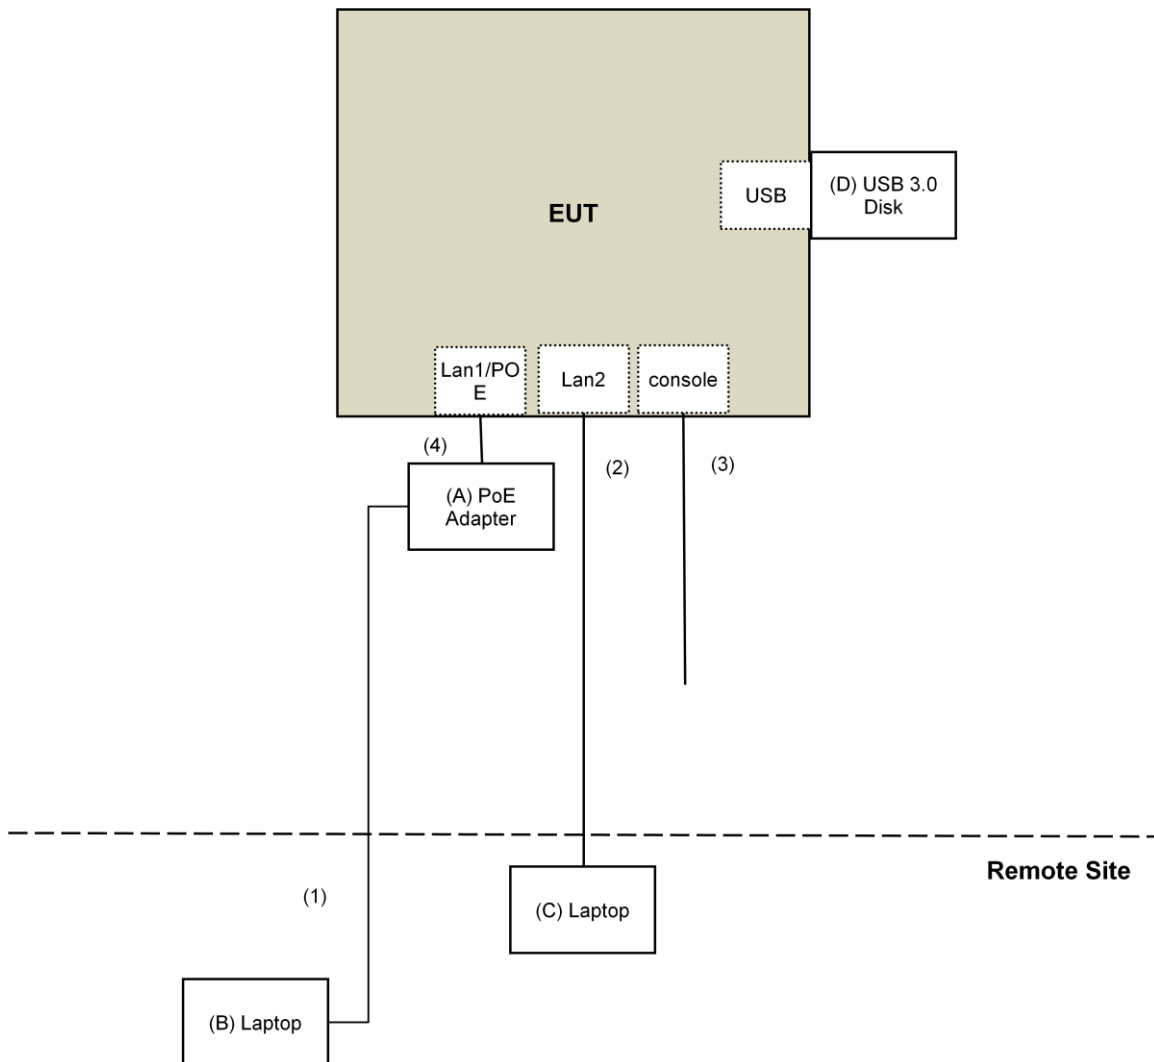 EUT
USB
(D) USB 3.0
Disk
Lan1/PO
E
Lan2
console
(4)
(2)
(3)
(A) PoE
Adapter
Remote Site
(1)
(C) Laptop
(B) Laptop